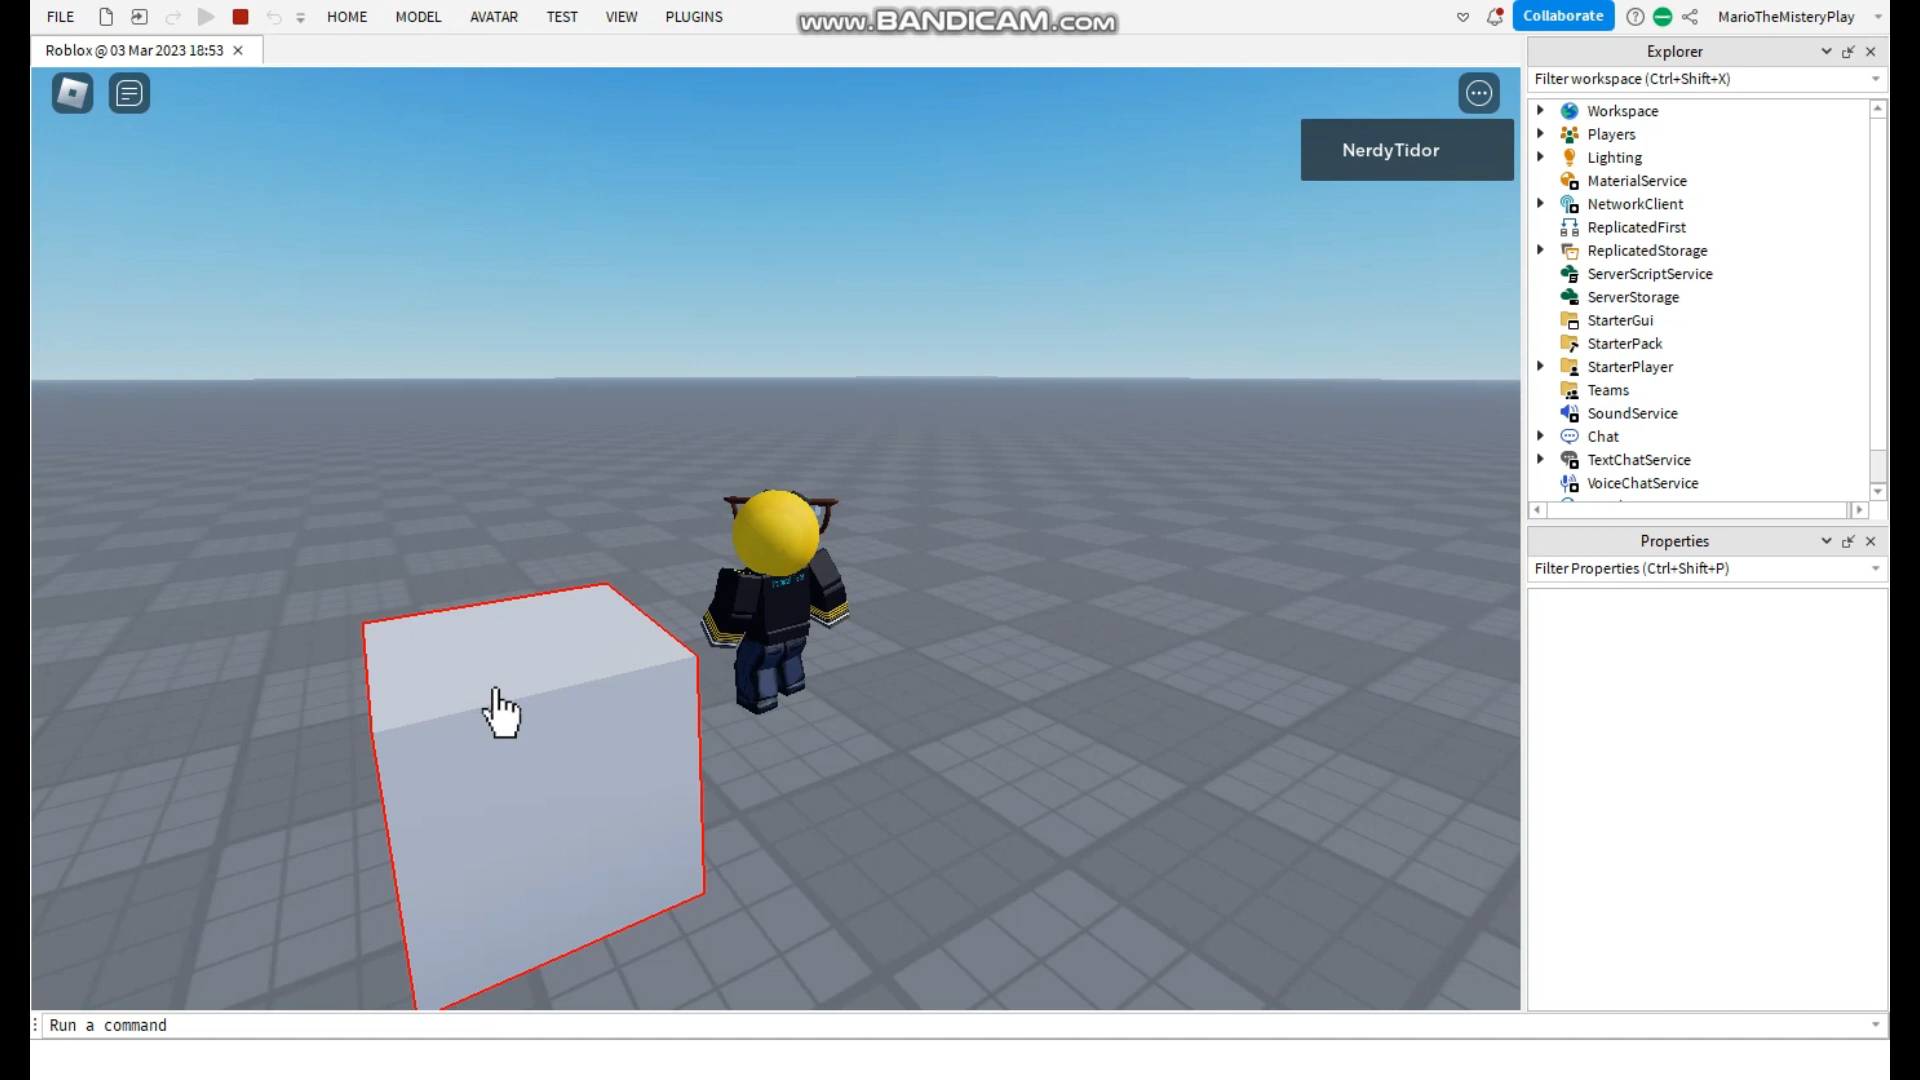 FILE HOME MODEL AVATAR TEST VIEW PLUGINS www.BANDICAM.com Collaborate MarioTheMisteryPlay
Roblox @ 03 Mar 2023 18:53
NerdyTidor
Explorer
Filter workspace (Ctrl+Shift+X)
Workspace
Players
Lighting
MaterialService
NetworkClient
ReplicatedFirst
ReplicatedStorage
ServerScriptService
ServerStorage
StarterGui
StarterPack
StarterPlayer
Teams
SoundService
Chat
TextChatService
VoiceChatService
Properties
Filter Properties (Ctrl+Shift+P)
Run a command